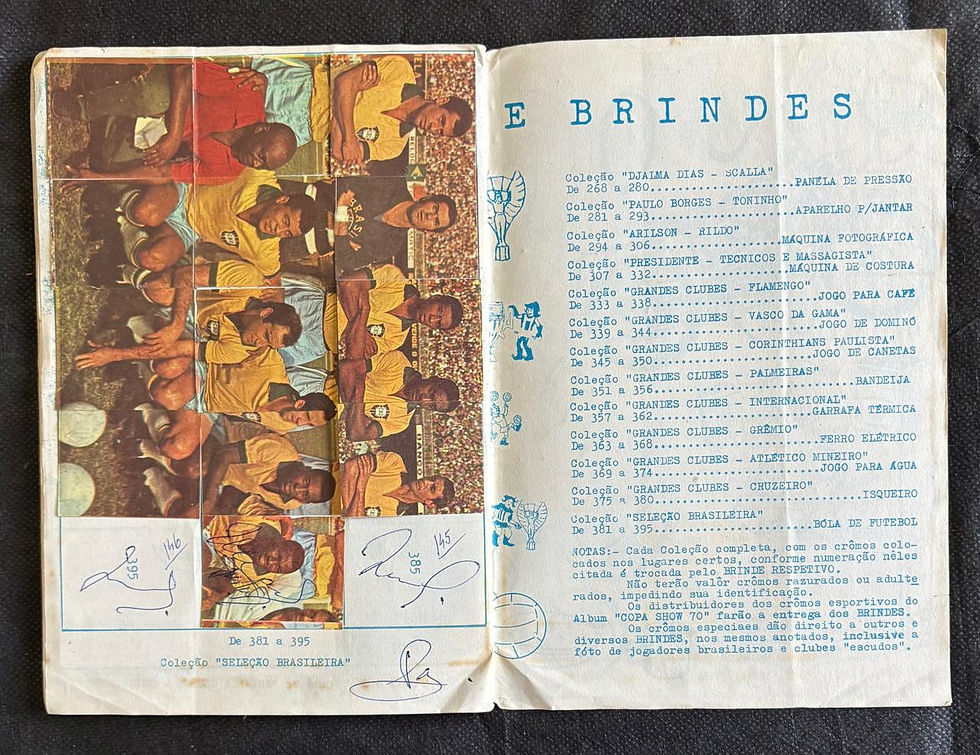 BRASIL
146
395
385
145
De 381 a 395
Coleção "SELEÇÃO BRASILEIRA"
E BRINDES
Coleção "DJALMA DIAS - SCALLA"
De 268 a 280..................PANELA DE PRESSÃO
Coleção "PAULO BORGES - TONINHO"
De 281 a 293..................APARELHO P/JANTAR
Coleção "ARILSON - RILDO"
De 294 a 306..................MÁQUINA FOTOGRÁFICA
Coleção "PRESIDENTE - TECNICOS E MASSAGISTA"
De 307 a 332..................MÁQUINA DE COSTURA
Coleção "GRANDES CLUBES - FLAMENGO"
De 333 a 338..................JOGO PARA CAFÉ
Coleção "GRANDES CLUBES - VASCO DA GAMA"
De 339 a 344..................JOGO DE DOMINÓ
Coleção "GRANDES CLUBES - CORINTHIANS PAULISTA"
De 345 a 350..................JOGO DE CANETAS
Coleção "GRANDES CLUBES - PALMEIRAS"
De 351 a 356..................BANDEIJA
Coleção "GRANDES CLUBES - INTERNACIONAL"
De 357 a 362..................GARRAFA TÉRMICA
Coleção "GRANDES CLUBES - GRÊMIO"
De 363 a 368..................FERRO ELÉTRICO
Coleção "GRANDES CLUBES - ATLÉTICO MINEIRO"
De 369 a 374..................JOGO PARA ÁGUA
Coleção "GRANDES CLUBES - CRUZEIRO"
De 375 a 380..................ISQUEIRO
Coleção "SELEÇÃO BRASILEIRA"
De 381 a 395..................BOLA DE FUTEBOL
NOTAS:- Cada Coleção completa, com os crômos colo-
cados nos lugares certos, conforme numeração nêles
citada é trocada pelo BRINDE RESPETIVO.
Não terão valôr crômos razurados ou adulte
rados, impedindo sua identificação.
Os distribuidores dos crômos esportivos do
Album "COPA SHOW 70" farão a entrega dos BRINDES.
Os crômos especiaes dão direito a outros e
diversos BRINDES, nos mesmos anotados, inclusive a
fóto de jogadores brasileiros e clubes "escudos".